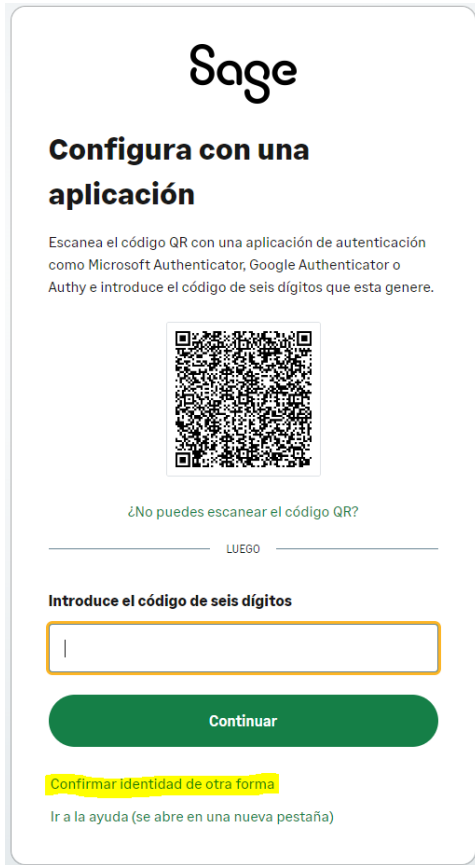 Sage
Configura con una
aplicación
Escanea el código QR con una aplicación de autenticación
como Microsoft Authenticator, Google Authenticator o
Authy e introduce el código de seis dígitos que esta genere.
¿No puedes escanear el código QR?
LUEGO
Introduce el código de seis dígitos
Continuar
Confirmar identidad de otra forma
Ir a la ayuda (se abre en una nueva pestaña)